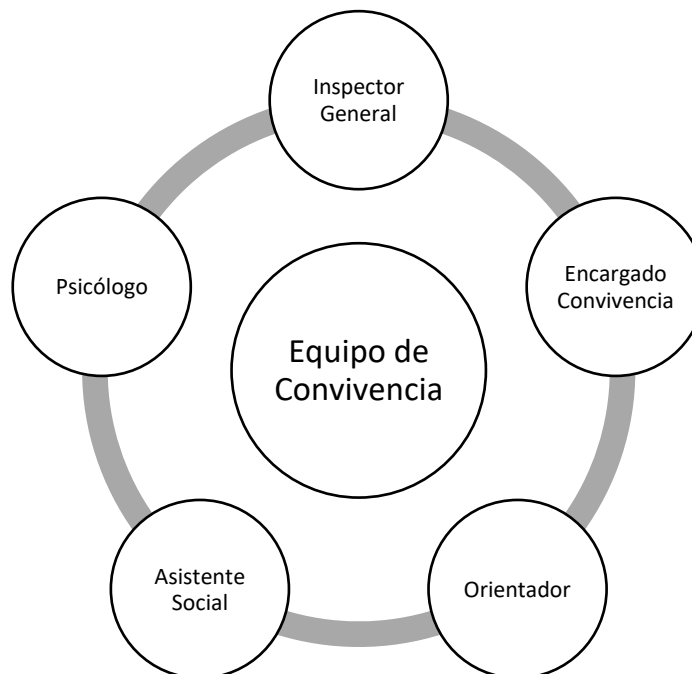 Inspector
General
Encargado
Convivencia
Psicólogo
Equipo de
Convivencia
Asistente
Social
Orientador